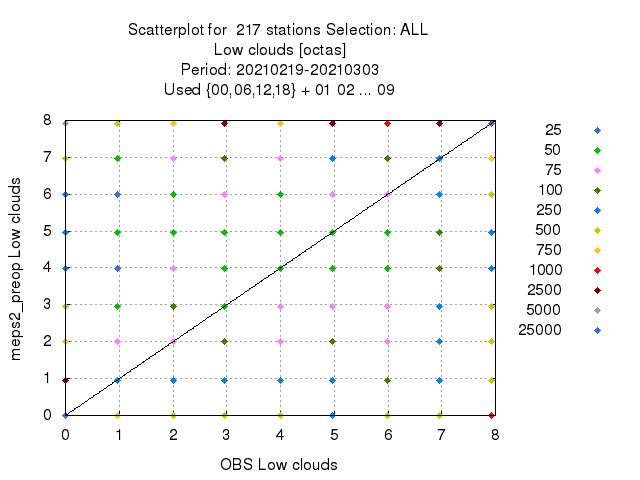 Scatterplot for 217 stations Selection: ALL
Low clouds [octas]
Period: 20210219-20210303
Used {00,06,12,18} + 01 02 ... 09
8
7
6
5
4
3
2
1
0
meps2_preop Low clouds
0 1 2 3 4 5 6 7 8
OBS Low clouds
25
50
75
100
250
500
750
1000
2500
5000
25000